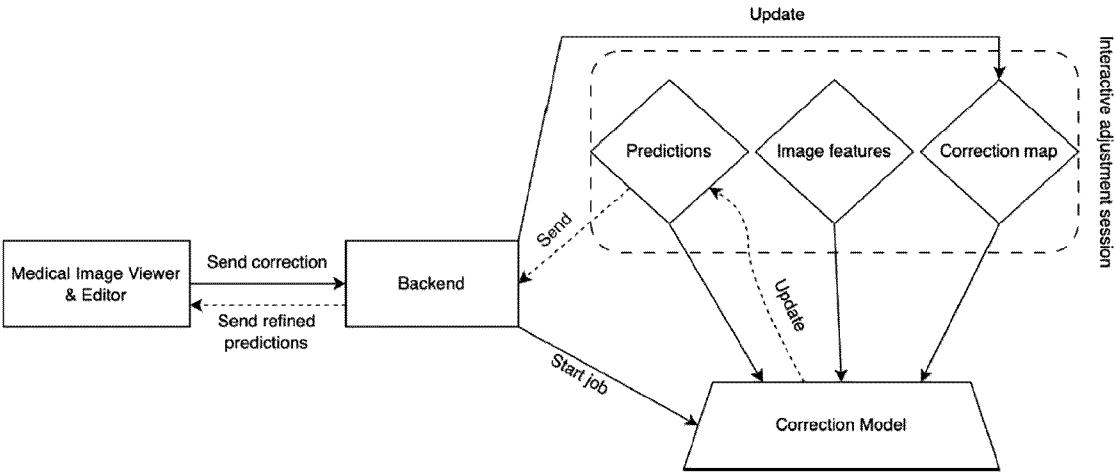 Update
Interactive adjustment
session
Predictions
Image features
Correction map
Send
Medical Image Viewer
& Editor
Send correction
Backend
Send refined
predictions
Update
Start job
Correction Model